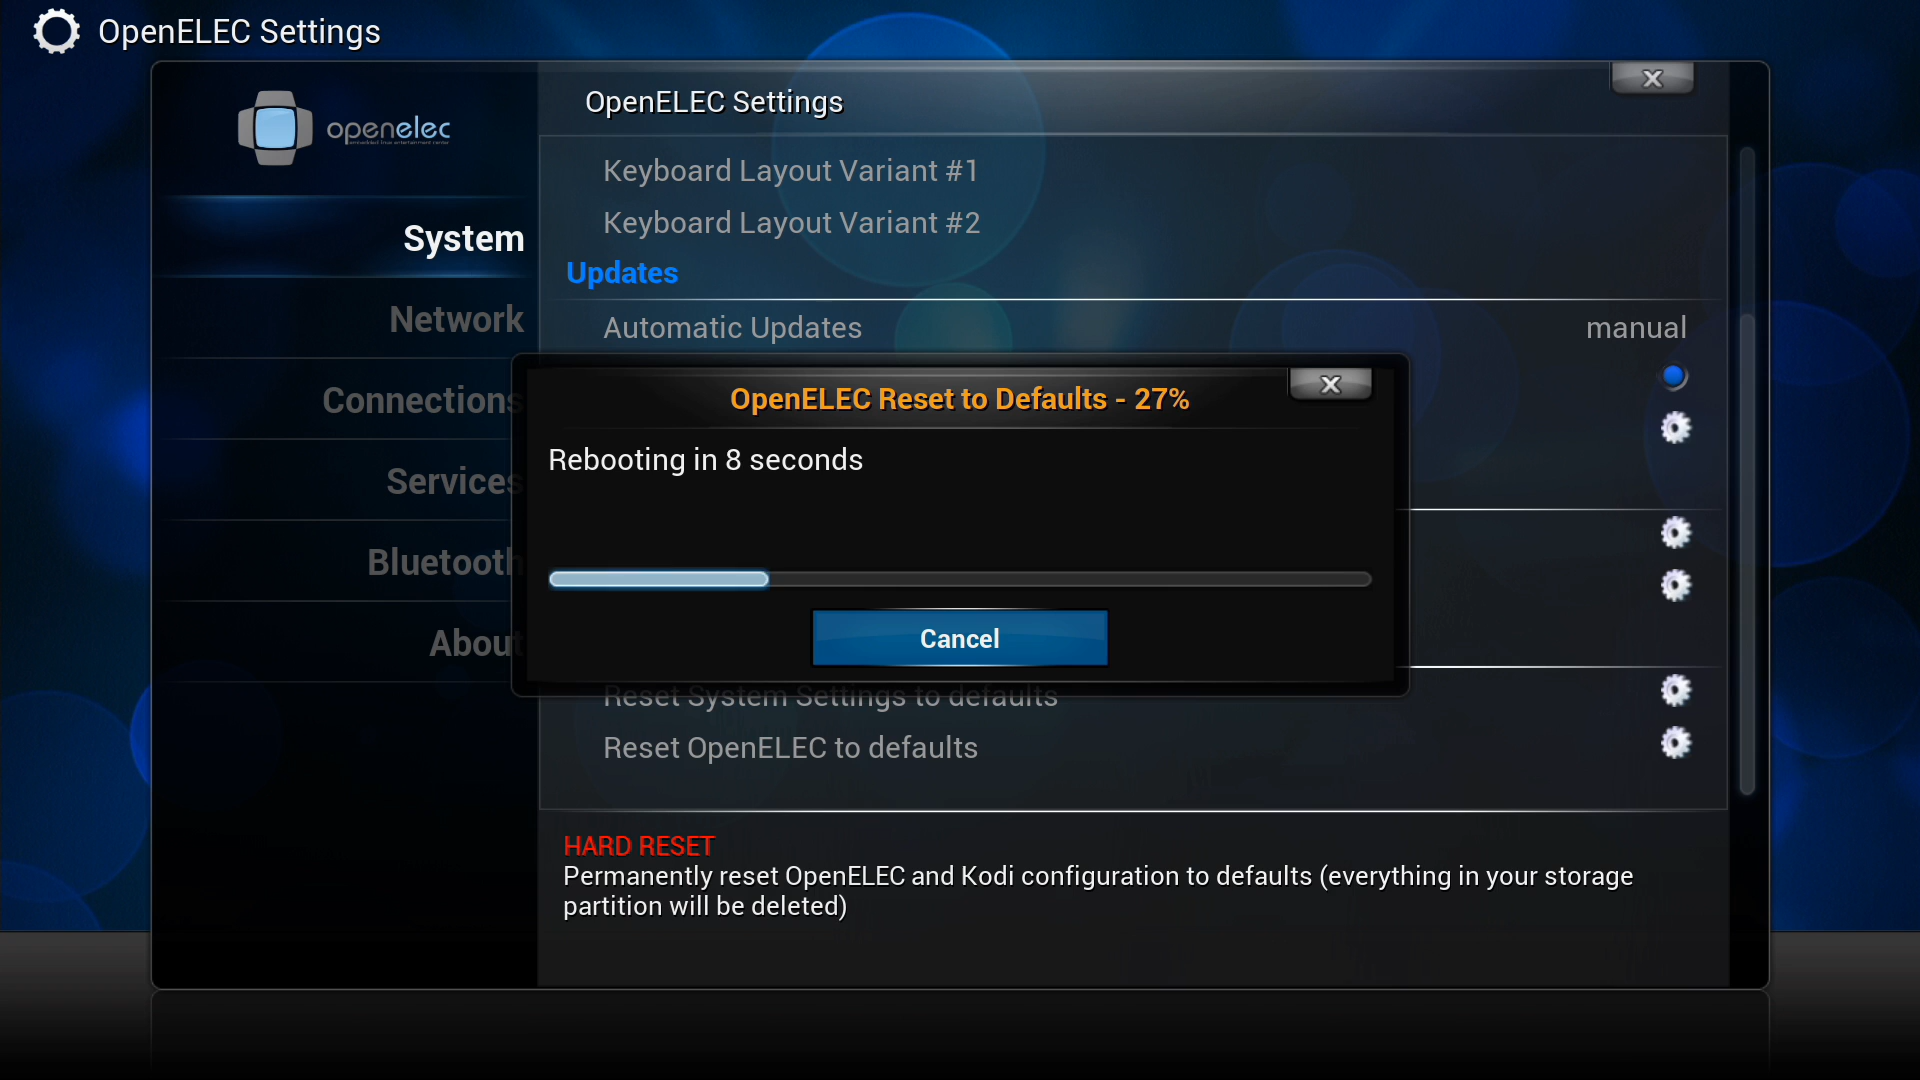 OpenELEC Settings
openelec
OpenELEC Settings
System
Network
Connections
Services
Bluetooth
About
Keyboard Layout Variant #1
Keyboard Layout Variant #2
Updates
Automatic Updates manual
OpenELEC Reset to Defaults - 27%
Rebooting in 8 seconds
Cancel
Reset System Settings to defaults
Reset OpenELEC to defaults
HARD RESET
Permanently reset OpenELEC and Kodi configuration to defaults (everything in your storage
partition will be deleted)